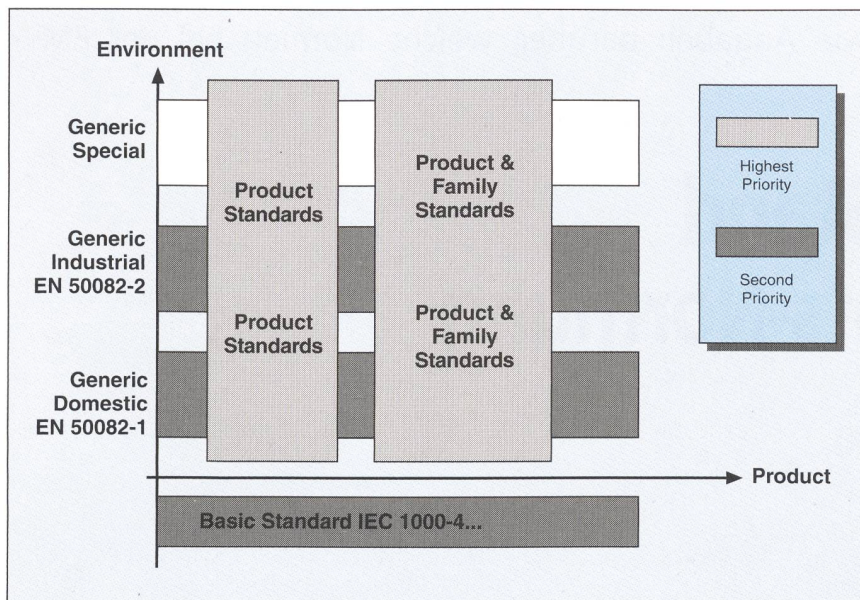 Environment
Generic
Special
Generic
Industrial
EN 50082-2
Generic
Domestic
EN 50082-1
Product
Standards
Product &
Family
Standards
Product
Standards
Product &
Family
Standards
Highest
Priority
Second
Priority
Product
Basic Standard IEC 1000-4...